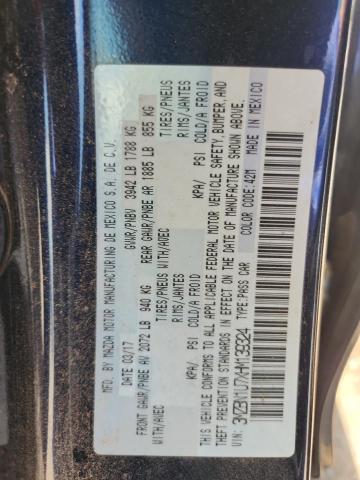 MFD. BY MAZDA MOTOR MANUFACTURING DE MEXICO S.A. DE C.V.
DATE 03/17 GVWR/PNBV 3942 LB 1788 KG
FRONT GAWR/PNBE AV 2072 LB 940 KG REAR GAWR/PNBE AR 1885 LB 855 KG
WITH/AVEC TIRES/PNEUS WITH/AVEC TIRES/PNEUS
RIMS/JANTES RIMS/JANTES
KPA/ PSI COLD/A FROID KPA/ PSI COLD/A FROID
THIS VEHICLE CONFORMS TO ALL APPLICABLE FEDERAL MOTOR VEHICLE SAFETY, BUMPER, AND
THEFT PREVENTION STANDARDS IN EFFECT ON THE DATE OF MANUFACTURE SHOWN ABOVE.
VIN: 3MZBN1U7XHM139324 TYPE:PASS CAR COLOR CODE:42M MADE IN MEXICO